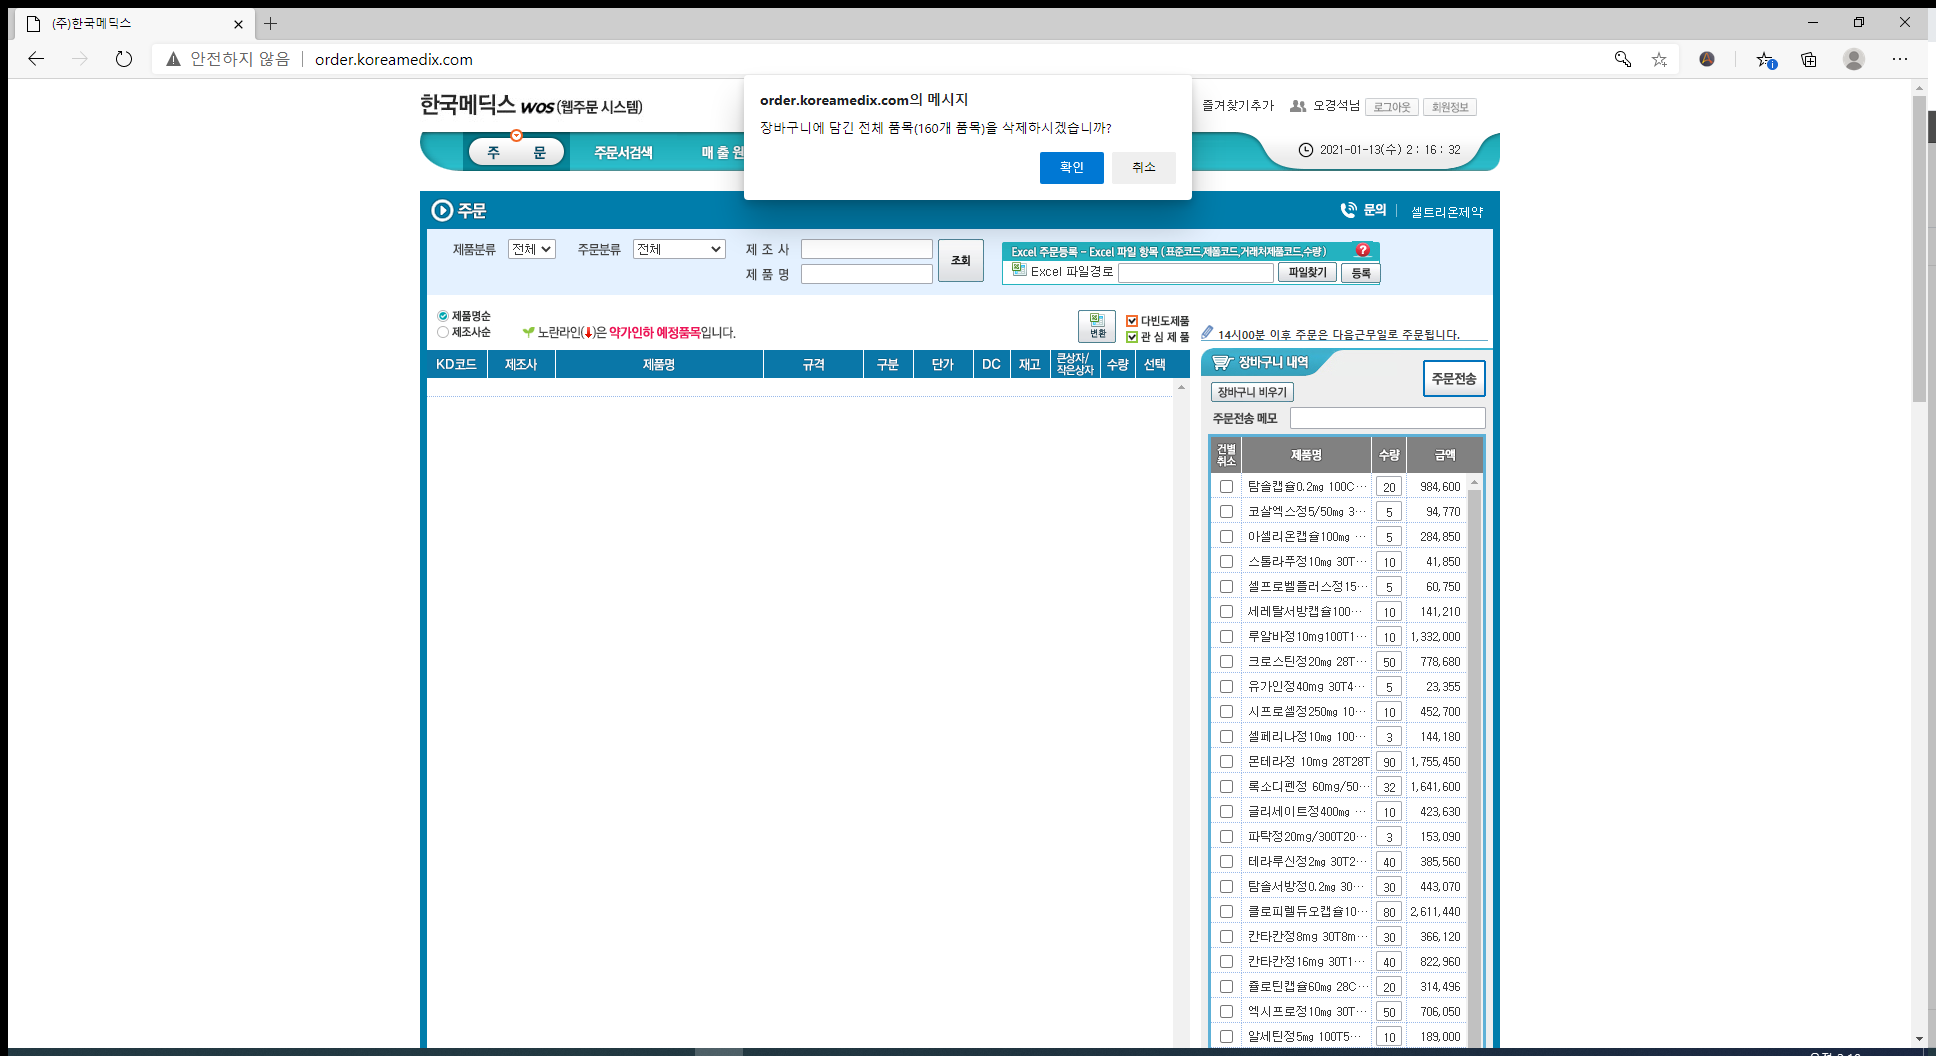 (주)한국메딕스
안전하지 않음
order.koreamedix.com
order.koreamedix.com의 메시지
장바구니에 담긴 전체 품목(160개 품목)을 삭제하시겠습니까?
확인
취소
한국메딕스 WOS (웹주문 시스템)
즐겨찾기추가
오경석님
로그아웃
회원정보
주 문
주문서검색
매 출 원
2021-01-13(수) 2 : 16 : 32
주문
문의
셀트리온제약
제품분류
전체
주문분류
전체
제 조 사
제 품 명
조회
Excel 주문등록 - Excel 파일 항목 (표준코드,제품코드,거래처제품코드,수량)
?
Excel 파일경로
파일찾기
등록
제품명순
제조사순
노란라인(↓)은 약가인하 예정품목입니다.
변환
다빈도제품
관 심 제 품
14시00분 이후 주문은 다음근무일로 주문됩니다.
KD코드 제조사 제품명 규격 구분 단가 DC 재고 큰상자/작은상자 수량 선택
장바구니 내역
주문전송
장바구니 비우기
주문전송 메모
건별취소 제품명 수량 금액
탐솔캡슐0.2mg 100C… 20 984,600
코살엑스정5/50mg 3… 5 94,770
아셀리온캡슐100mg … 5 284,850
스톨라푸정10mg 30T… 10 41,850
셀프로벨플러스정15… 5 60,750
세레탈서방캡슐100… 10 141,210
루알바정10mg100T1… 10 1,332,000
크로스틴정20mg 28T… 50 778,680
유가인정40mg 30T4… 5 23,355
시프로셀정250mg 10… 10 452,700
셀페리나정10mg 100… 3 144,180
몬테라정 10mg 28T28T 90 1,755,450
록소디펜정 60mg/50… 32 1,641,600
글리세이트정400mg … 10 423,630
파탁정20mg/300T20… 3 153,090
테라루신정2mg 30T2… 40 385,560
탐솔서방정0.2mg 30… 30 443,070
클로피렐듀오캡슐10… 80 2,611,440
칸타칸정8mg 30T8m… 30 366,120
칸타칸정16mg 30T1… 40 822,960
줄로틴캡슐60mg 28C… 20 314,496
엑시프로정10mg 30T… 50 706,050
알세틴정5mg 100T5… 10 189,000